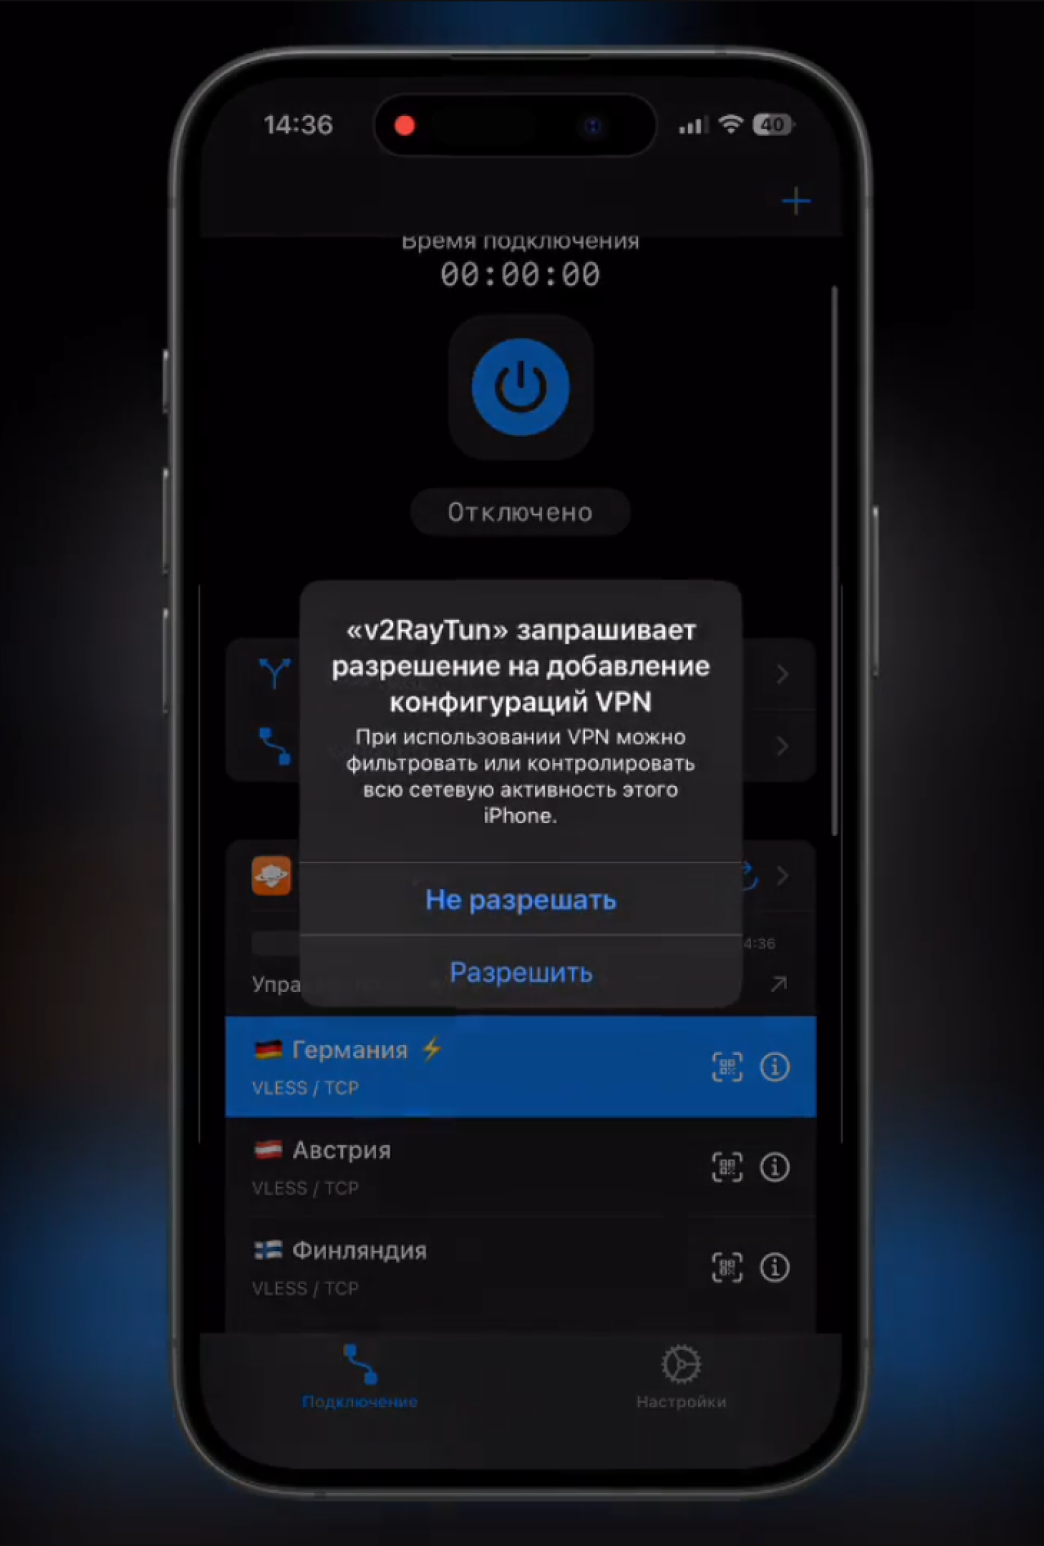 14:36
40
Время подключения
00:00:00
Отключено
«v2RayTun» запрашивает
разрешение на добавление
конфигураций VPN
При использовании VPN можно
фильтровать или контролировать
всю сетевую активность этого
iPhone.
Не разрешать
4:36
Разрешить
Упра
Германия
VLESS / TCP
Австрия
VLESS / TCP
Финляндия
VLESS / TCP
Подключение
Настройки